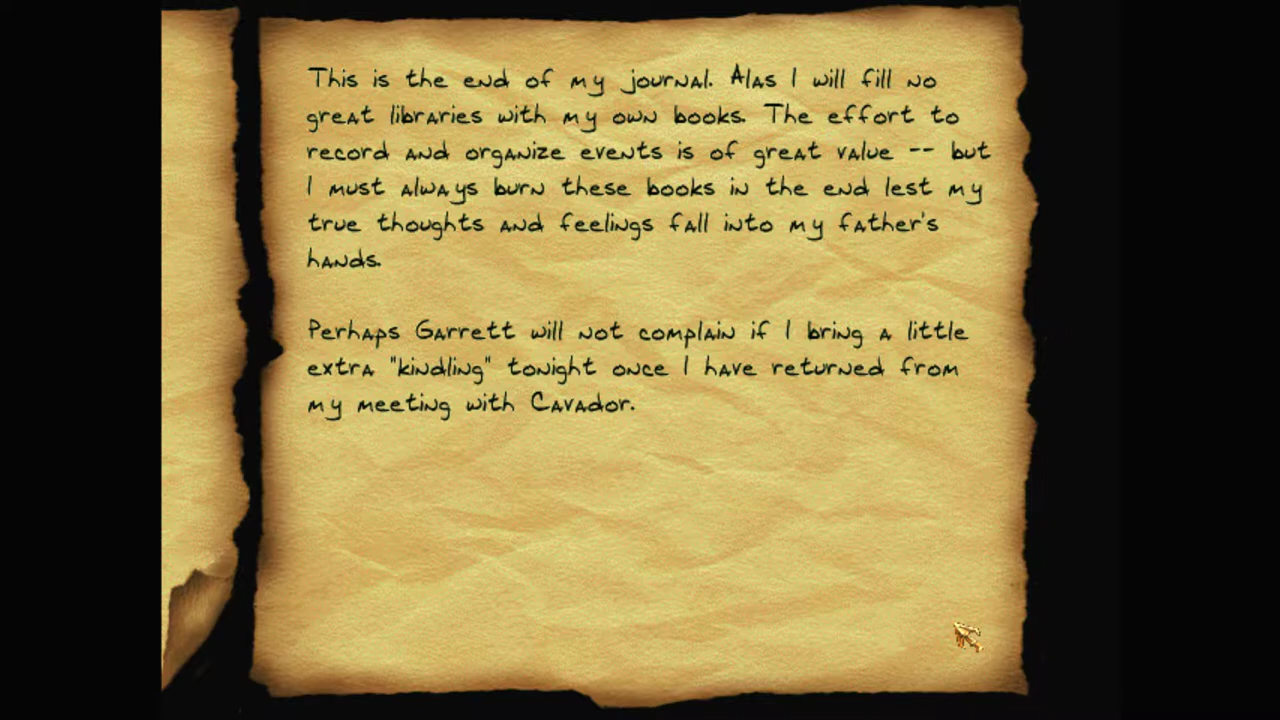 This is the end of my journal. Alas I will fill no
great libraries with my own books. The effort to
record and organize events is of great value -- but
I must always burn these books in the end lest my
true thoughts and feelings fall into my father's
hands.
Perhaps Garrett will not complain if I bring a little
extra "kindling" tonight once I have returned from
my meeting with Cavador.